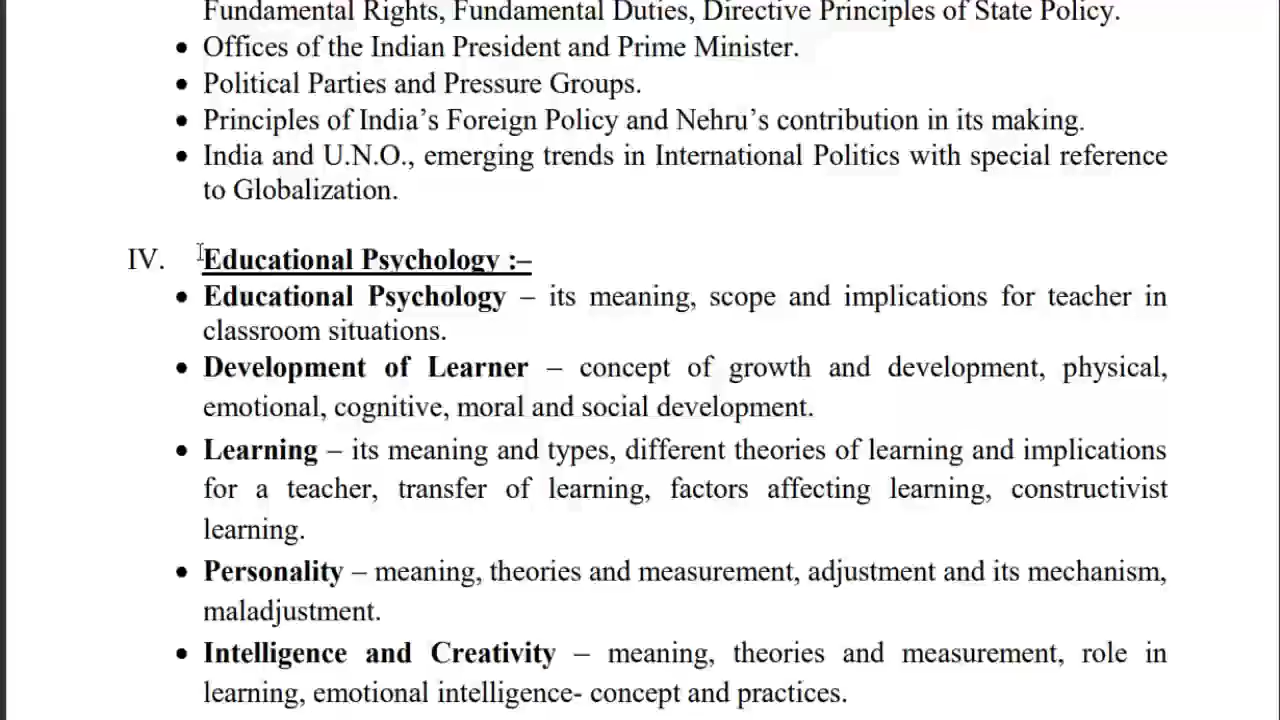 Fundamental Rights, Fundamental Duties, Directive Principles of State Policy.
• Offices of the Indian President and Prime Minister.
• Political Parties and Pressure Groups.
• Principles of India’s Foreign Policy and Nehru’s contribution in its making.
• India and U.N.O., emerging trends in International Politics with special reference
to Globalization.
IV. Educational Psychology :–
• Educational Psychology – its meaning, scope and implications for teacher in
classroom situations.
• Development of Learner – concept of growth and development, physical,
emotional, cognitive, moral and social development.
• Learning – its meaning and types, different theories of learning and implications
for a teacher, transfer of learning, factors affecting learning, constructivist
learning.
• Personality – meaning, theories and measurement, adjustment and its mechanism,
maladjustment.
• Intelligence and Creativity – meaning, theories and measurement, role in
learning, emotional intelligence- concept and practices.